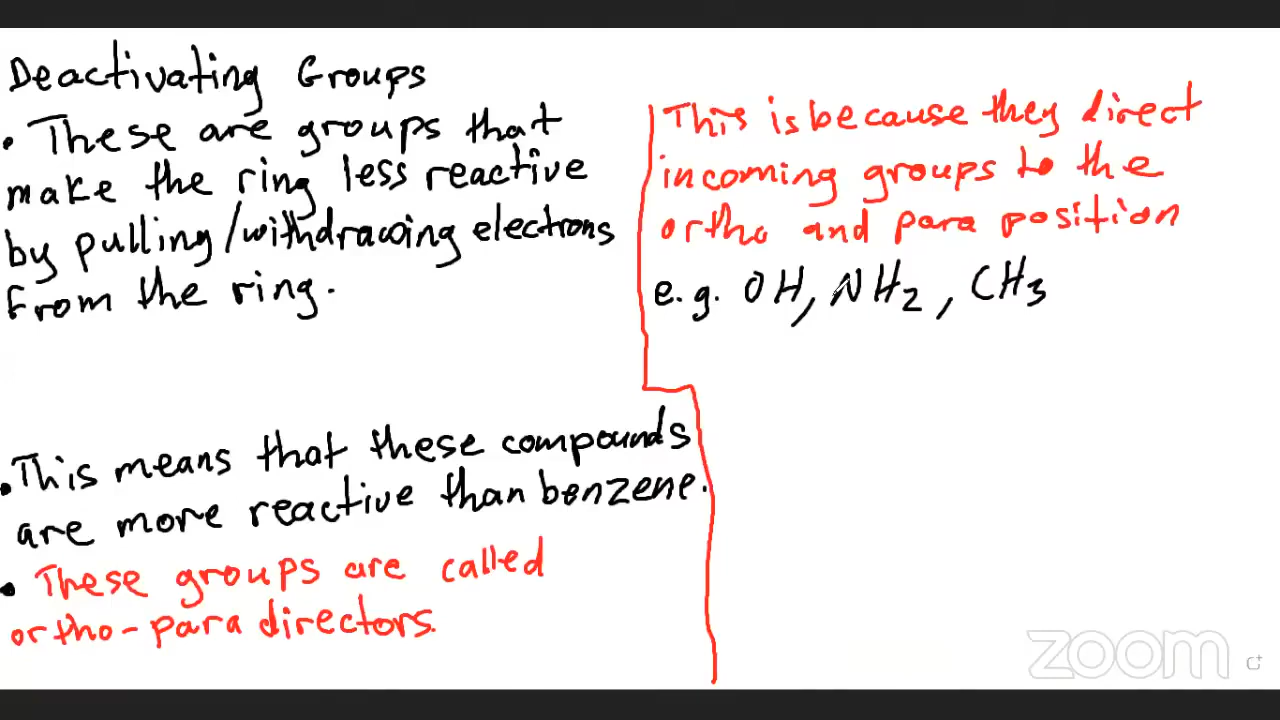 Deactivating Groups
• These are groups that
make the ring less reactive
by pulling/withdrawing electrons
from the ring.
• This means that these compounds
are more reactive than benzene.
• These groups are called
ortho-para directors.
This is because they direct
incoming groups to the
ortho and para position
e.g. OH, NH2, CH3
zoom